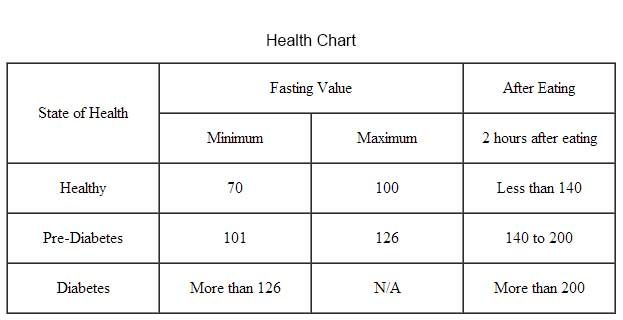 Health Chart
State of Health
Fasting Value
After Eating
Minimum
Maximum
2 hours after eating
Healthy
70
100
Less than 140
Pre-Diabetes
101
126
140 to 200
Diabetes
More than 126
N/A
More than 200